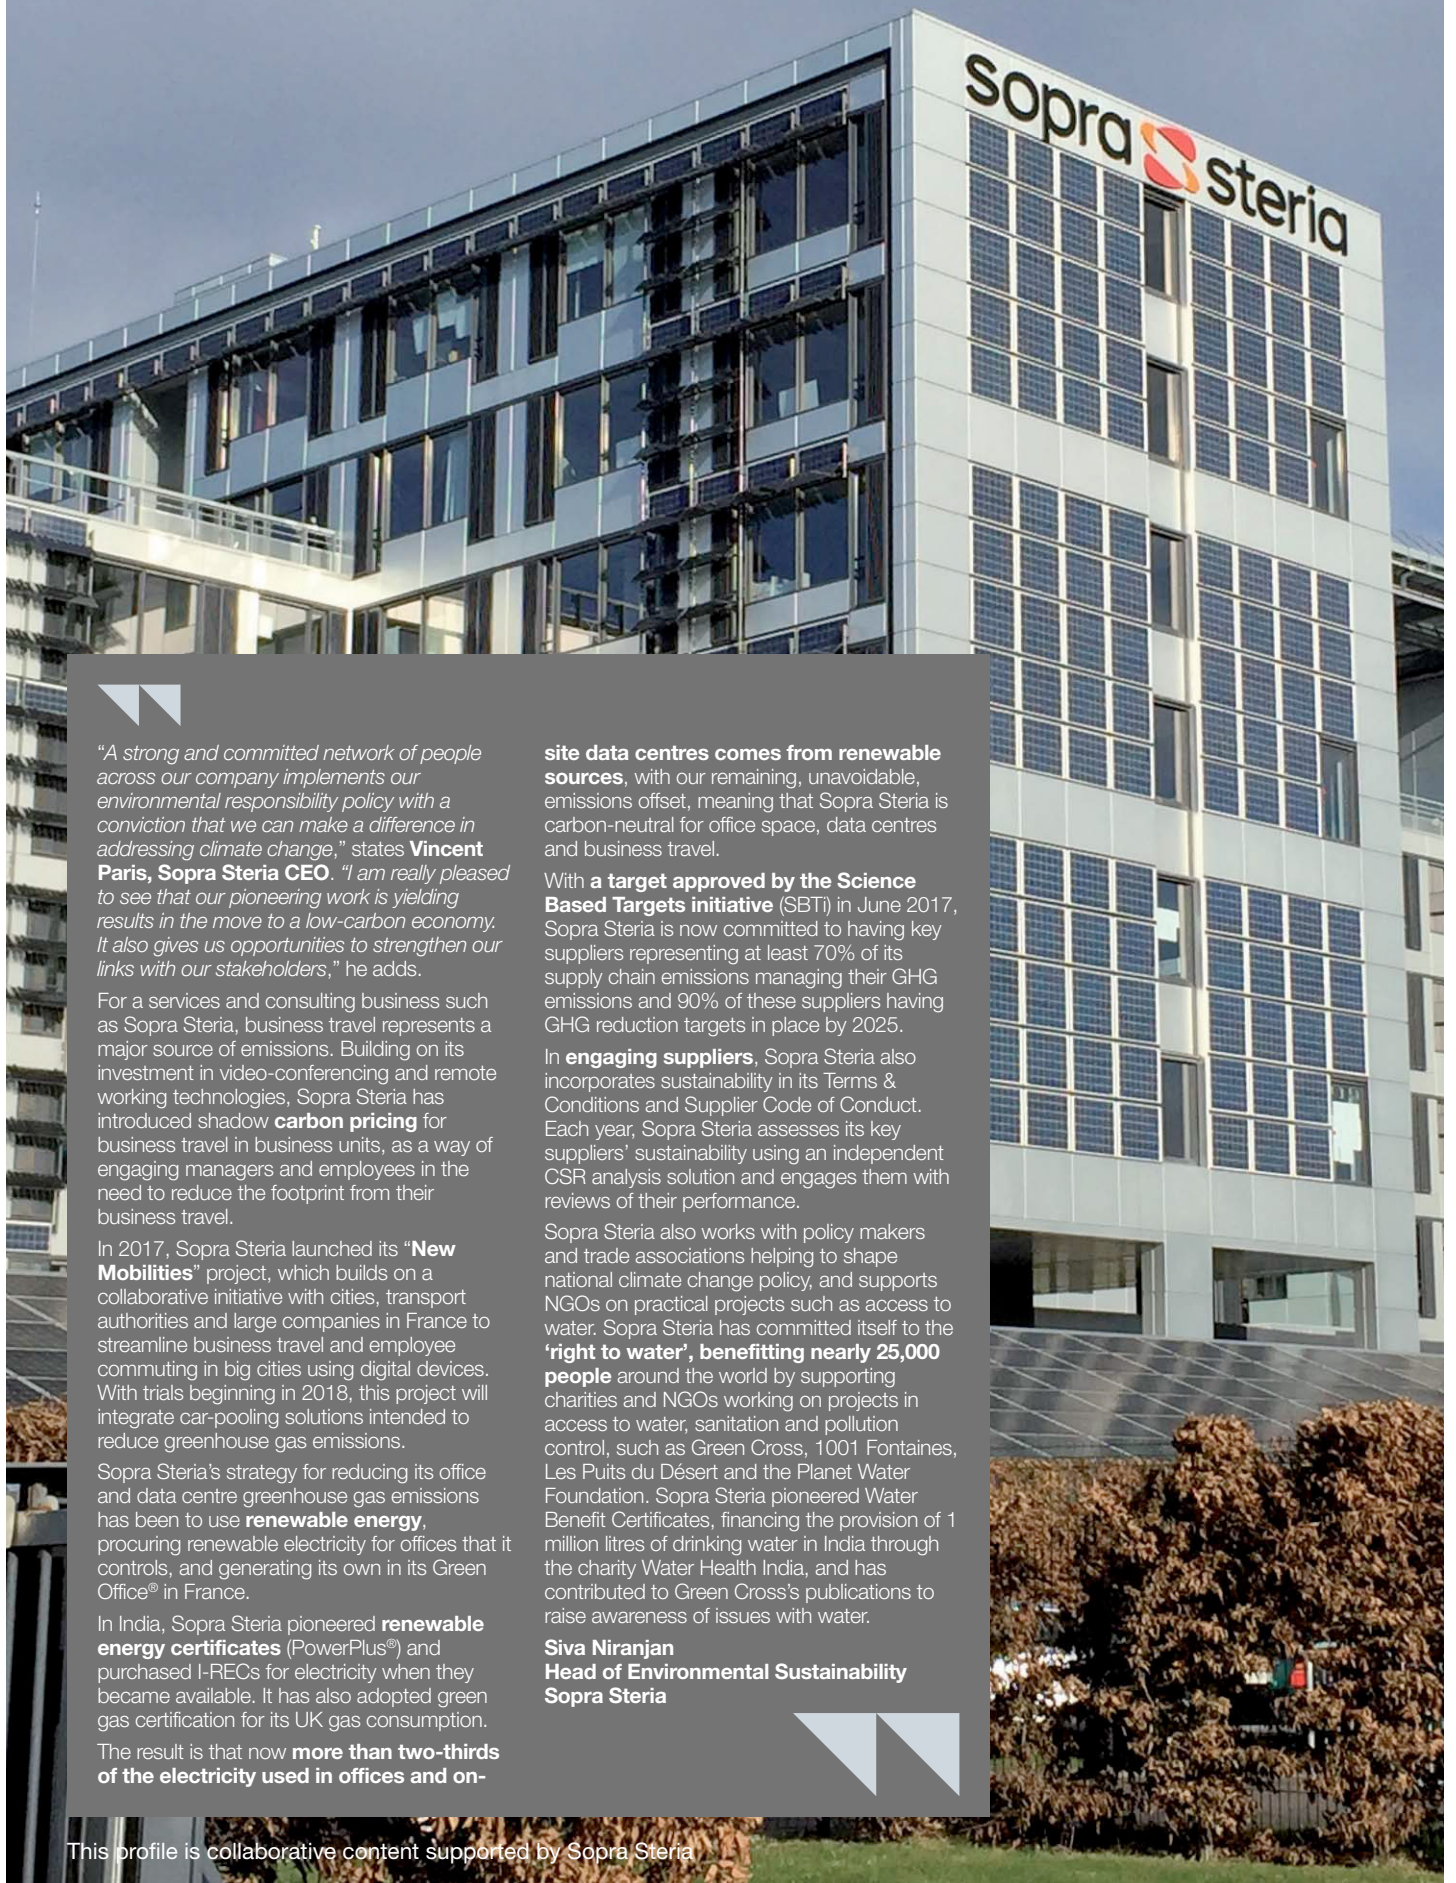 sopra steria
“A strong and committed network of people
across our company implements our
environmental responsibility policy with a
conviction that we can make a difference in
addressing climate change,” states Vincent
Paris, Sopra Steria CEO. “I am really pleased
to see that our pioneering work is yielding
results in the move to a low-carbon economy.
It also gives us opportunities to strengthen our
links with our stakeholders,” he adds.
For a services and consulting business such
as Sopra Steria, business travel represents a
major source of emissions. Building on its
investment in video-conferencing and remote
working technologies, Sopra Steria has
introduced shadow carbon pricing for
business travel in business units, as a way of
engaging managers and employees in the
need to reduce the footprint from their
business travel.
In 2017, Sopra Steria launched its “New
Mobilities” project, which builds on a
collaborative initiative with cities, transport
authorities and large companies in France to
streamline business travel and employee
commuting in big cities using digital devices.
With trials beginning in 2018, this project will
integrate car-pooling solutions intended to
reduce greenhouse gas emissions.
Sopra Steria’s strategy for reducing its office
and data centre greenhouse gas emissions
has been to use renewable energy,
procuring renewable electricity for offices that it
controls, and generating its own in its Green
Office® in France.
In India, Sopra Steria pioneered renewable
energy certificates (PowerPlus®) and
purchased I-RECs for electricity when they
became available. It has also adopted green
gas certification for its UK gas consumption.
The result is that now more than two-thirds
of the electricity used in offices and on-
site data centres comes from renewable
sources, with our remaining, unavoidable,
emissions offset, meaning that Sopra Steria is
carbon-neutral for office space, data centres
and business travel.
With a target approved by the Science
Based Targets initiative (SBTi) in June 2017,
Sopra Steria is now committed to having key
suppliers representing at least 70% of its
supply chain emissions managing their GHG
emissions and 90% of these suppliers having
GHG reduction targets in place by 2025.
In engaging suppliers, Sopra Steria also
incorporates sustainability in its Terms &
Conditions and Supplier Code of Conduct.
Each year, Sopra Steria assesses its key
suppliers’ sustainability using an independent
CSR analysis solution and engages them with
reviews of their performance.
Sopra Steria also works with policy makers
and trade associations helping to shape
national climate change policy, and supports
NGOs on practical projects such as access to
water. Sopra Steria has committed itself to the
‘right to water’, benefitting nearly 25,000
people around the world by supporting
charities and NGOs working on projects in
access to water, sanitation and pollution
control, such as Green Cross, 1001 Fontaines,
Les Puits du Désert and the Planet Water
Foundation. Sopra Steria pioneered Water
Benefit Certificates, financing the provision of 1
million litres of drinking water in India through
the charity Water Health India, and has
contributed to Green Cross’s publications to
raise awareness of issues with water.
Siva Niranjan
Head of Environmental Sustainability
Sopra Steria
This profile is collaborative content supported by Sopra Steria